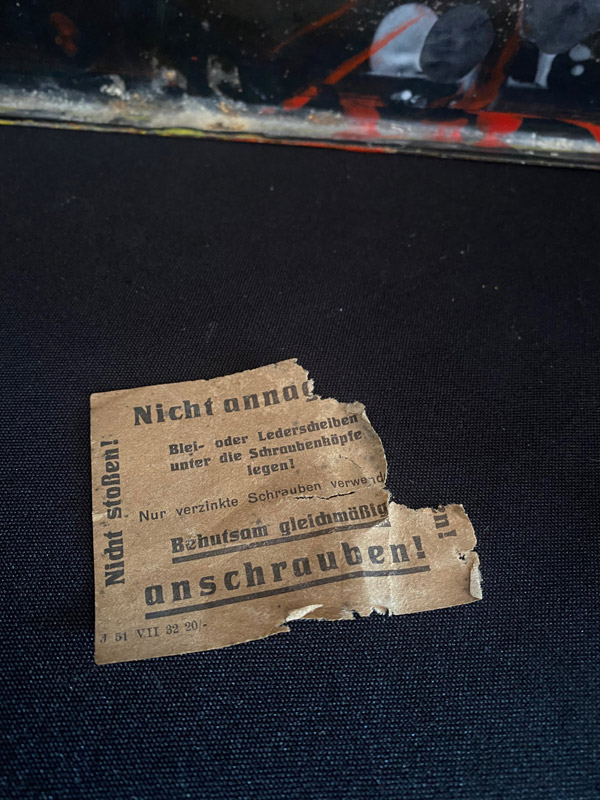 Nicht annag
Blei- oder Lederscheiben
unter die Schraubenköpfe
legen!
Nur verzinkte Schrauben verwend
Behutsam gleichmäßig
anschrauben!
Nicht stoßen!
J 51 VII 32 20/-